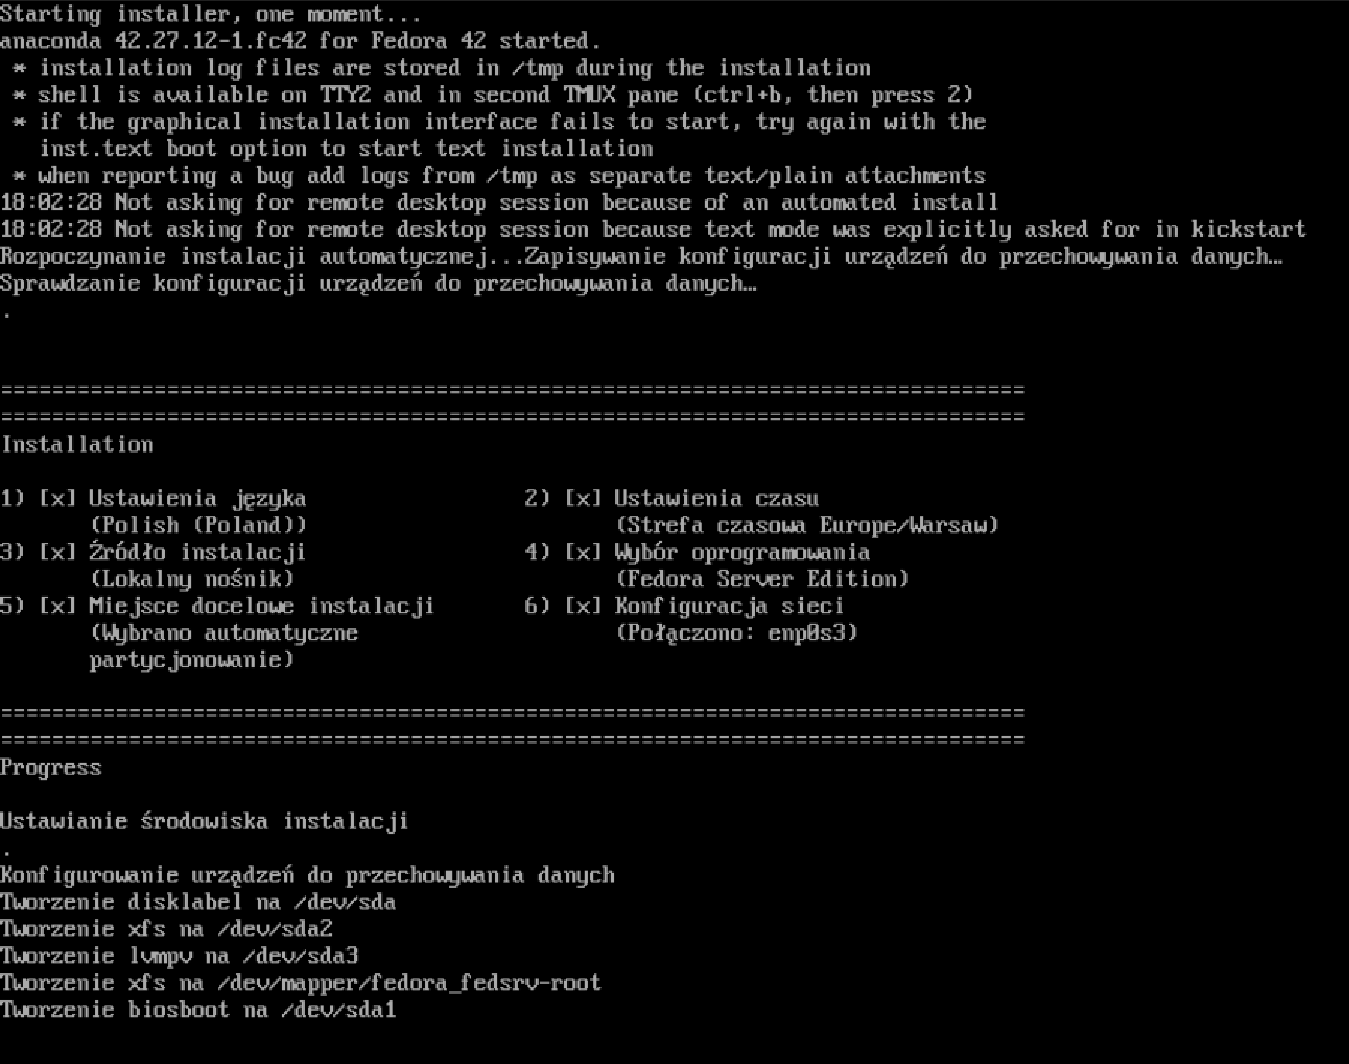 Starting installer, one moment...
anaconda 42.27.12-1.fc42 for Fedora 42 started.
 * installation log files are stored in /tmp during the installation
 * shell is available on TTY2 and in second TMUX pane (ctrl+b, then press 2)
 * if the graphical installation interface fails to start, try again with the
   inst.text boot option to start text installation
 * when reporting a bug add logs from /tmp as separate text/plain attachments
18:02:28 Not asking for remote desktop session because of an automated install
18:02:28 Not asking for remote desktop session because text mode was explicitly asked for in kickstart
Rozpoczynanie instalacji automatycznej...Zapisywanie konfiguracji urządzeń do przechowywania danych…
Sprawdzanie konfiguracji urządzeń do przechowywania danych…
.
================================================================================
================================================================================
Installation
1) [x] Ustawienia języka                 2) [x] Ustawienia czasu
       (Polish (Poland))                        (Strefa czasowa Europe/Warsaw)
3) [x] Źródło instalacji                 4) [x] Wybór oprogramowania
       (Lokalny nośnik)                         (Fedora Server Edition)
5) [x] Miejsce docelowe instalacji       6) [x] Konfiguracja sieci
       (Wybrano automatyczne                    (Połączono: enp0s3)
       partycjonowanie)
================================================================================
================================================================================
Progress
Ustawianie środowiska instalacji
.
Konfigurowanie urządzeń do przechowywania danych
Tworzenie disklabel na /dev/sda
Tworzenie xfs na /dev/sda2
Tworzenie lvmpv na /dev/sda3
Tworzenie xfs na /dev/mapper/fedora_fedsrv-root
Tworzenie biosboot na /dev/sda1